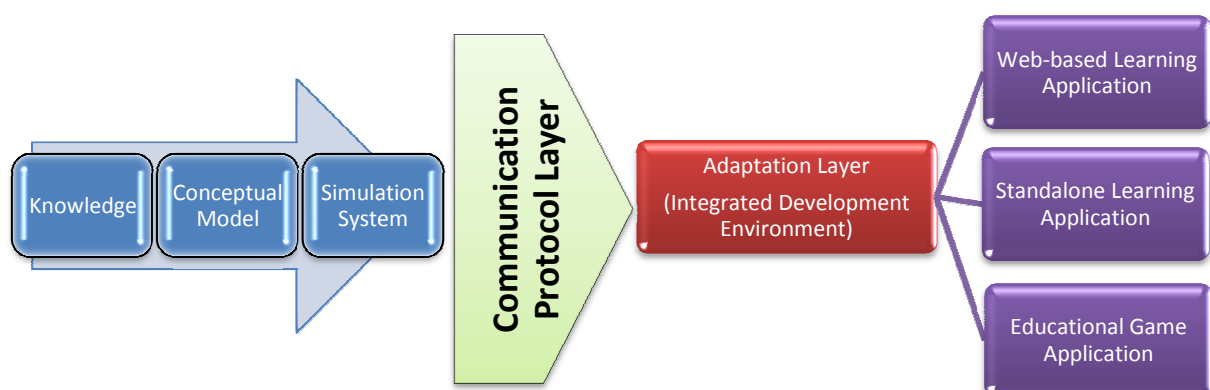 Knowledge
Conceptual
Model
Simulation
System
Communication
Protocol Layer
Adaptation Layer
(Integrated Development
Environment)
Web-based Learning
Application
Standalone Learning
Application
Educational Game
Application